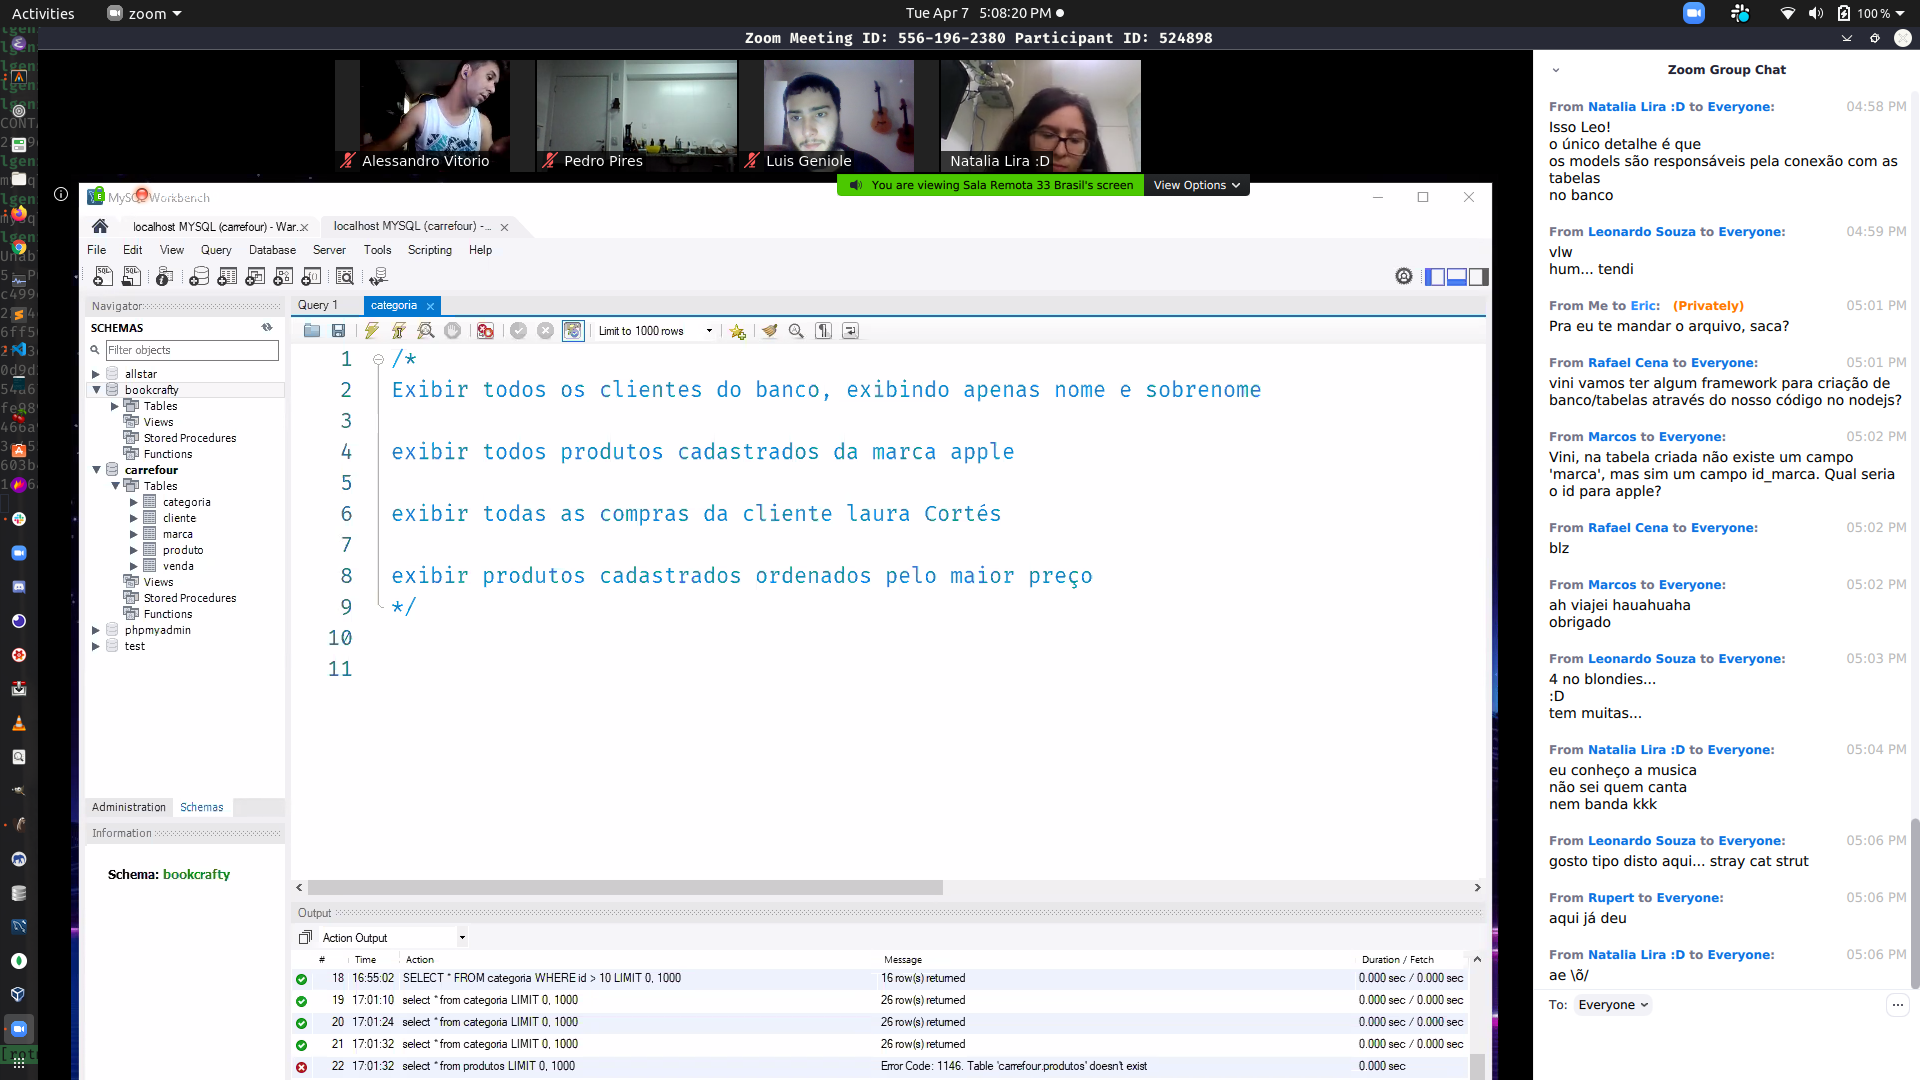 Activities
zoom
Tue Apr 7 5:08:20 PM
100 %
Zoom Meeting ID: 556-196-2380 Participant ID: 524898
Alessandro Vitorio
Pedro Pires
Luis Geniole
Natalia Lira :D
You are viewing Sala Remota 33 Brasil's screen
View Options
MySQL Workbench
localhost MYSQL (carrefour) - War...
localhost MYSQL (carrefour) -...
File Edit View Query Database Server Tools Scripting Help
Navigator
SCHEMAS
Filter objects
allstar
bookcrafty
Tables
Views
Stored Procedures
Functions
carrefour
Tables
categoria
cliente
marca
produto
venda
Views
Stored Procedures
Functions
phpmyadmin
test
Administration Schemas
Information
Schema: bookcrafty
Query 1
categoria
Limit to 1000 rows
1 /*
2 Exibir todos os clientes do banco, exibindo apenas nome e sobrenome
3
4 exibir todos produtos cadastrados da marca apple
5
6 exibir todas as compras da cliente laura Cortés
7
8 exibir produtos cadastrados ordenados pelo maior preço
9 */
10
11
Output
Action Output
# Time Action Message Duration / Fetch
18 16:55:02 SELECT * FROM categoria WHERE id > 10 LIMIT 0, 1000 16 row(s) returned 0.000 sec / 0.000 sec
19 17:01:10 select * from categoria LIMIT 0, 1000 26 row(s) returned 0.000 sec / 0.000 sec
20 17:01:24 select * from categoria LIMIT 0, 1000 26 row(s) returned 0.000 sec / 0.000 sec
21 17:01:32 select * from categoria LIMIT 0, 1000 26 row(s) returned 0.000 sec / 0.000 sec
22 17:01:32 select * from produtos LIMIT 0, 1000 Error Code: 1146. Table 'carrefour.produtos' doesn't exist 0.000 sec
Zoom Group Chat
From Natalia Lira :D to Everyone: 04:58 PM
Isso Leo!
o único detalhe é que
os models são responsáveis pela conexão com as
tabelas
no banco
From Leonardo Souza to Everyone: 04:59 PM
vlw
hum... tendi
From Me to Eric: (Privately) 05:01 PM
Pra eu te mandar o arquivo, saca?
From Rafael Cena to Everyone: 05:01 PM
vini vamos ter algum framework para criação de
banco/tabelas através do nosso código no nodejs?
From Marcos to Everyone: 05:02 PM
Vini, na tabela criada não existe um campo
'marca', mas sim um campo id_marca. Qual seria
o id para apple?
From Rafael Cena to Everyone: 05:02 PM
blz
From Marcos to Everyone: 05:02 PM
ah viajei hauahuaha
obrigado
From Leonardo Souza to Everyone: 05:03 PM
4 no blondies...
:D
tem muitas...
From Natalia Lira :D to Everyone: 05:04 PM
eu conheço a musica
não sei quem canta
nem banda kkk
From Leonardo Souza to Everyone: 05:06 PM
gosto tipo disto aqui... stray cat strut
From Rupert to Everyone: 05:06 PM
aqui já deu
From Natalia Lira :D to Everyone: 05:06 PM
ae \õ/
To: Everyone